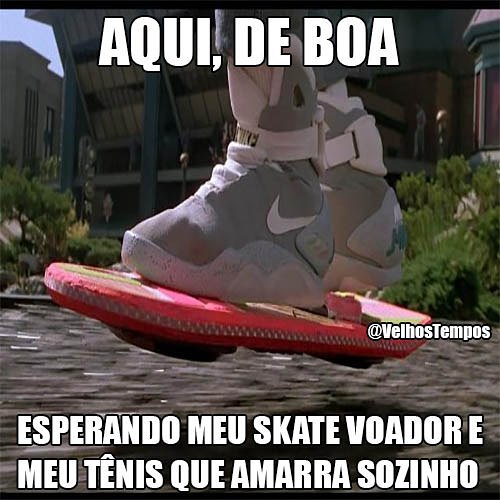 AQUI, DE BOA
@VelhosTempos
ESPERANDO MEU SKATE VOADOR E
MEU TÊNIS QUE AMARRA SOZINHO